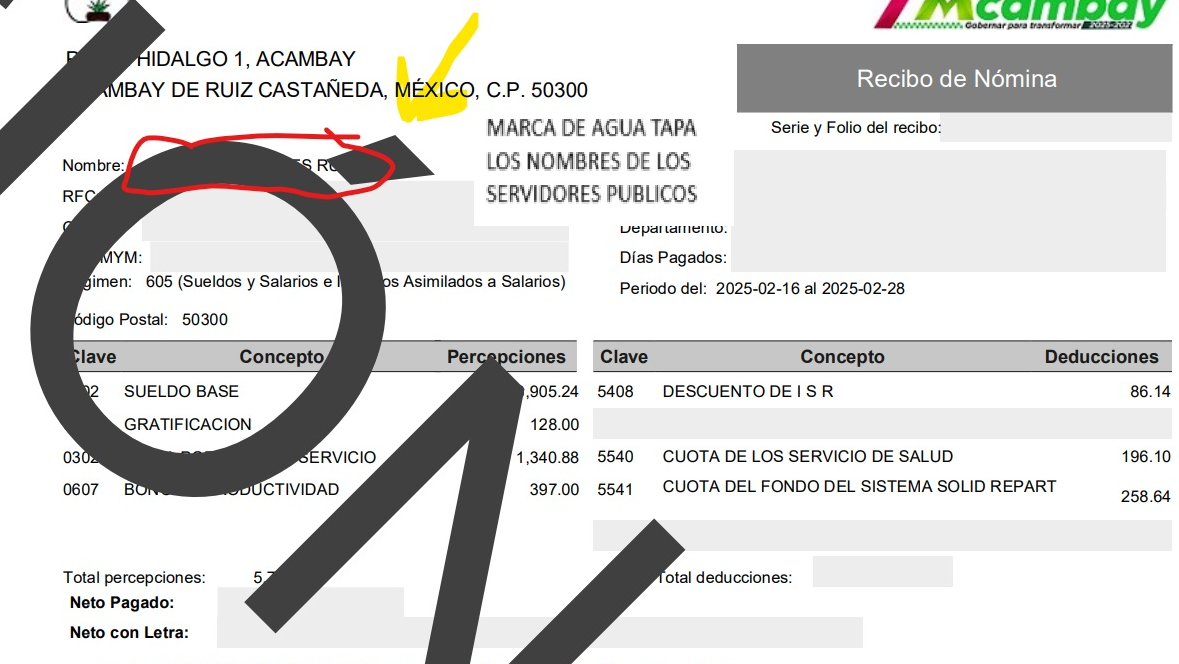 Acambay
Gobernar para transformar 2025-2027
HIDALGO 1, ACAMBAY
DE RUIZ CASTAÑEDA, MÉXICO, C.P. 50300
Recibo de Nómina
Serie y Folio del recibo:
MARCA DE AGUA TAPA
LOS NOMBRES DE LOS
SERVIDORES PUBLICOS
Nombre:
RFC
Departamento:
MYM:
Días Pagados:
605 (Sueldos y Salarios e Asimilados a Salarios)
Periodo del: 2025-02-16 al 2025-02-28
Código Postal: 50300
Clave Concepto Percepciones
Clave Concepto Deducciones
SUELDO BASE ,905.24
5408 DESCUENTO DE I S R 86.14
GRATIFICACION 128.00
0302 SERVICIO 1,340.88
5540 CUOTA DE LOS SERVICIO DE SALUD 196.10
0607 397.00
5541 CUOTA DEL FONDO DEL SISTEMA SOLID REPART 258.64
Total percepciones:
Total deducciones:
Neto Pagado:
Neto con Letra: